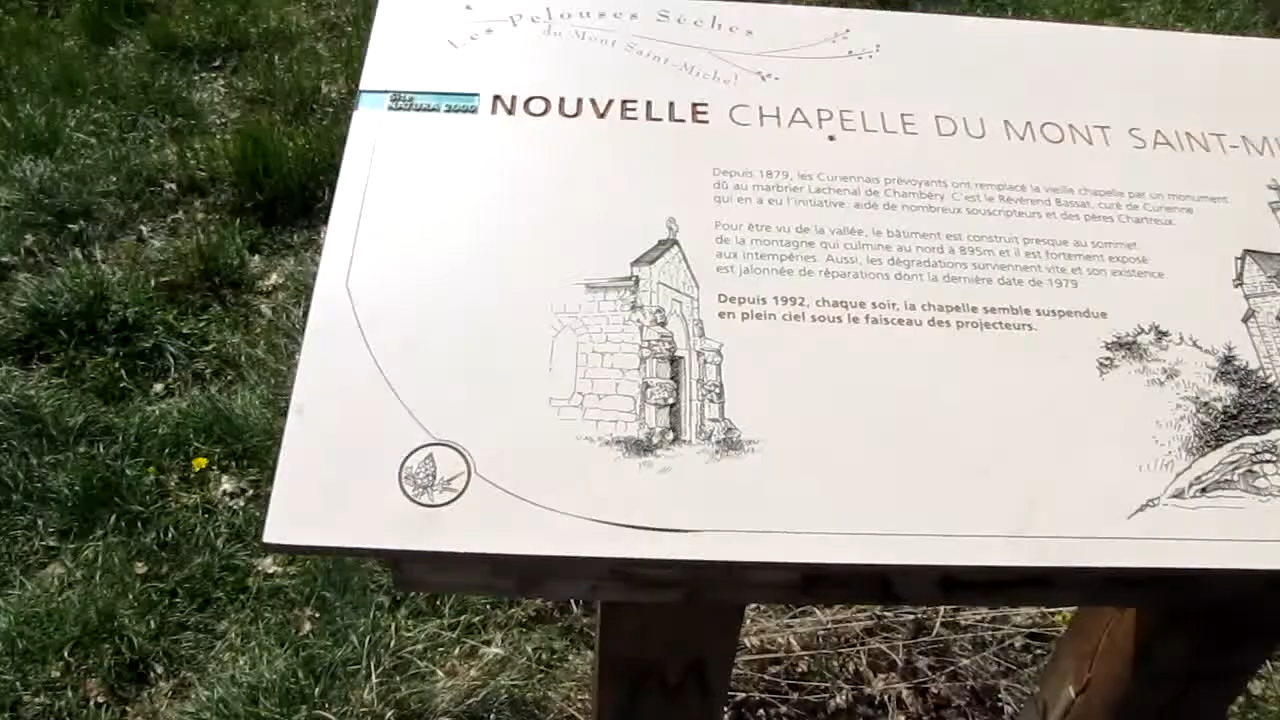 Les Pelouses Sèches
du Mont Saint-Michel
Site
NATURA 2000
NOUVELLE CHAPELLE DU MONT SAINT-MI
Depuis 1879, les Curiennais prévoyants ont remplacé la vieille chapelle par un monument
dû au marbrier Lachenal de Chambéry. C'est le Révérend Bassat, curé de Curienne
qui en a eu l'initiative, aidé de nombreux souscripteurs et des pères Chartreux.
Pour être vu de la vallée, le bâtiment est construit presque au sommet
de la montagne qui culmine au nord à 895m et il est fortement exposé
aux intempéries. Aussi, les dégradations surviennent vite et son existence
est jalonnée de réparations dont la dernière date de 1979
Depuis 1992, chaque soir, la chapelle semble suspendue
en plein ciel sous le faisceau des projecteurs.